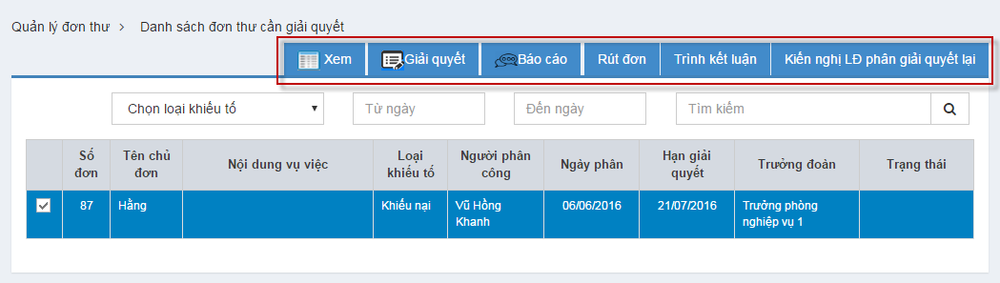 Quản lý đơn thư > Danh sách đơn thư cần giải quyết
Xem Giải quyết Báo cáo Rút đơn Trình kết luận Kiến nghị LĐ phân giải quyết lại
Chọn loại khiếu tố Từ ngày Đến ngày Tìm kiếm
Số đơn Tên chủ đơn Nội dung vụ việc Loại khiếu tố Người phân công Ngày phân Hạn giải quyết Trưởng đoàn Trạng thái
87 Hằng Khiếu nại Vũ Hồng Khanh 06/06/2016 21/07/2016 Trưởng phòng nghiệp vụ 1